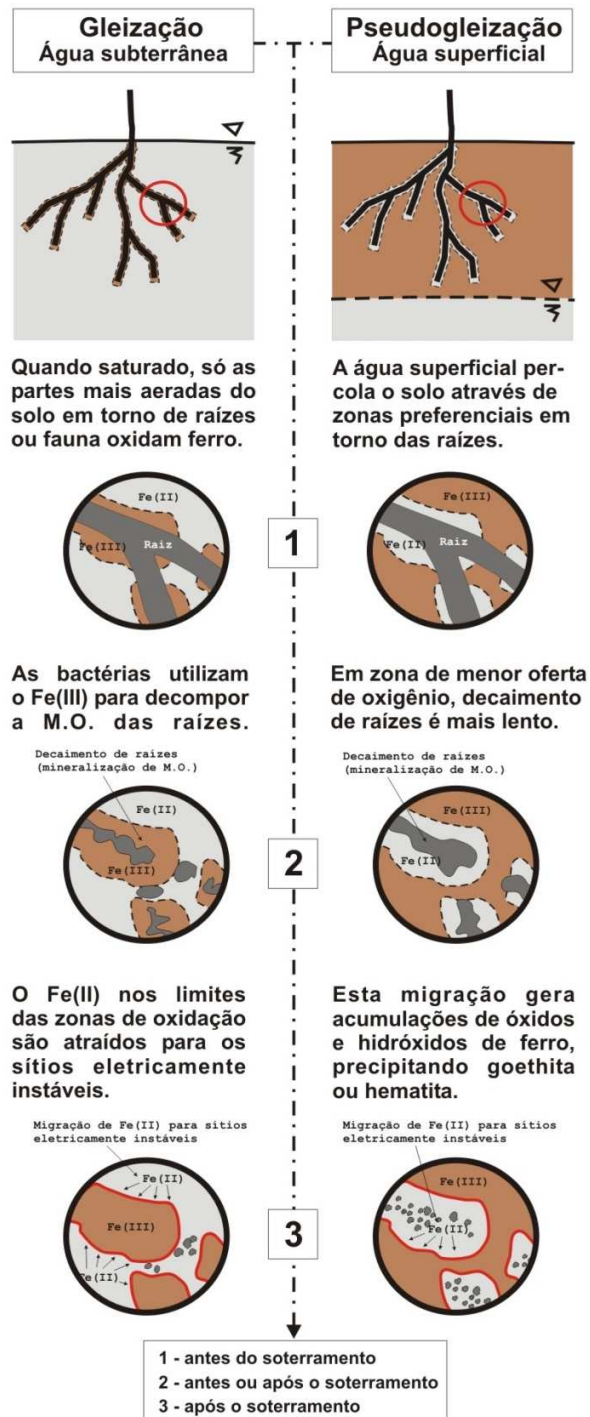 Gleização
Água subterrânea
Pseudogleização
Água superficial
Quando saturado, só as
partes mais aeradas do
solo em torno de raízes
ou fauna oxidam ferro.
A água superficial per-
cola o solo através de
zonas preferenciais em
torno das raízes.
Fe(II)
Fe(III)
Raiz
1
Fe(III)
Fe(II)
Raiz
As bactérias utilizam
o Fe(III) para decompor
a M.O. das raízes.
Em zona de menor oferta
de oxigênio, decaimento
de raízes é mais lento.
Decaimento de raízes
(mineralização de M.O.)
Fe(II)
Fe(III)
2
Decaimento de raízes
(mineralização de M.O.)
Fe(III)
Fe(II)
O Fe(II) nos limites
das zonas de oxidação
são atraídos para os
sítios eletricamente
instáveis.
Esta migração gera
acumulações de óxidos
e hidróxidos de ferro,
precipitando goethita
ou hematita.
Migração de Fe(II) para sítios
eletricamente instáveis
Fe(II)
Fe(III)
Fe(II)
3
Migração de Fe(II) para sítios
eletricamente instáveis
Fe(III)
Fe(II)
1 - antes do soterramento
2 - antes ou após o soterramento
3 - após o soterramento